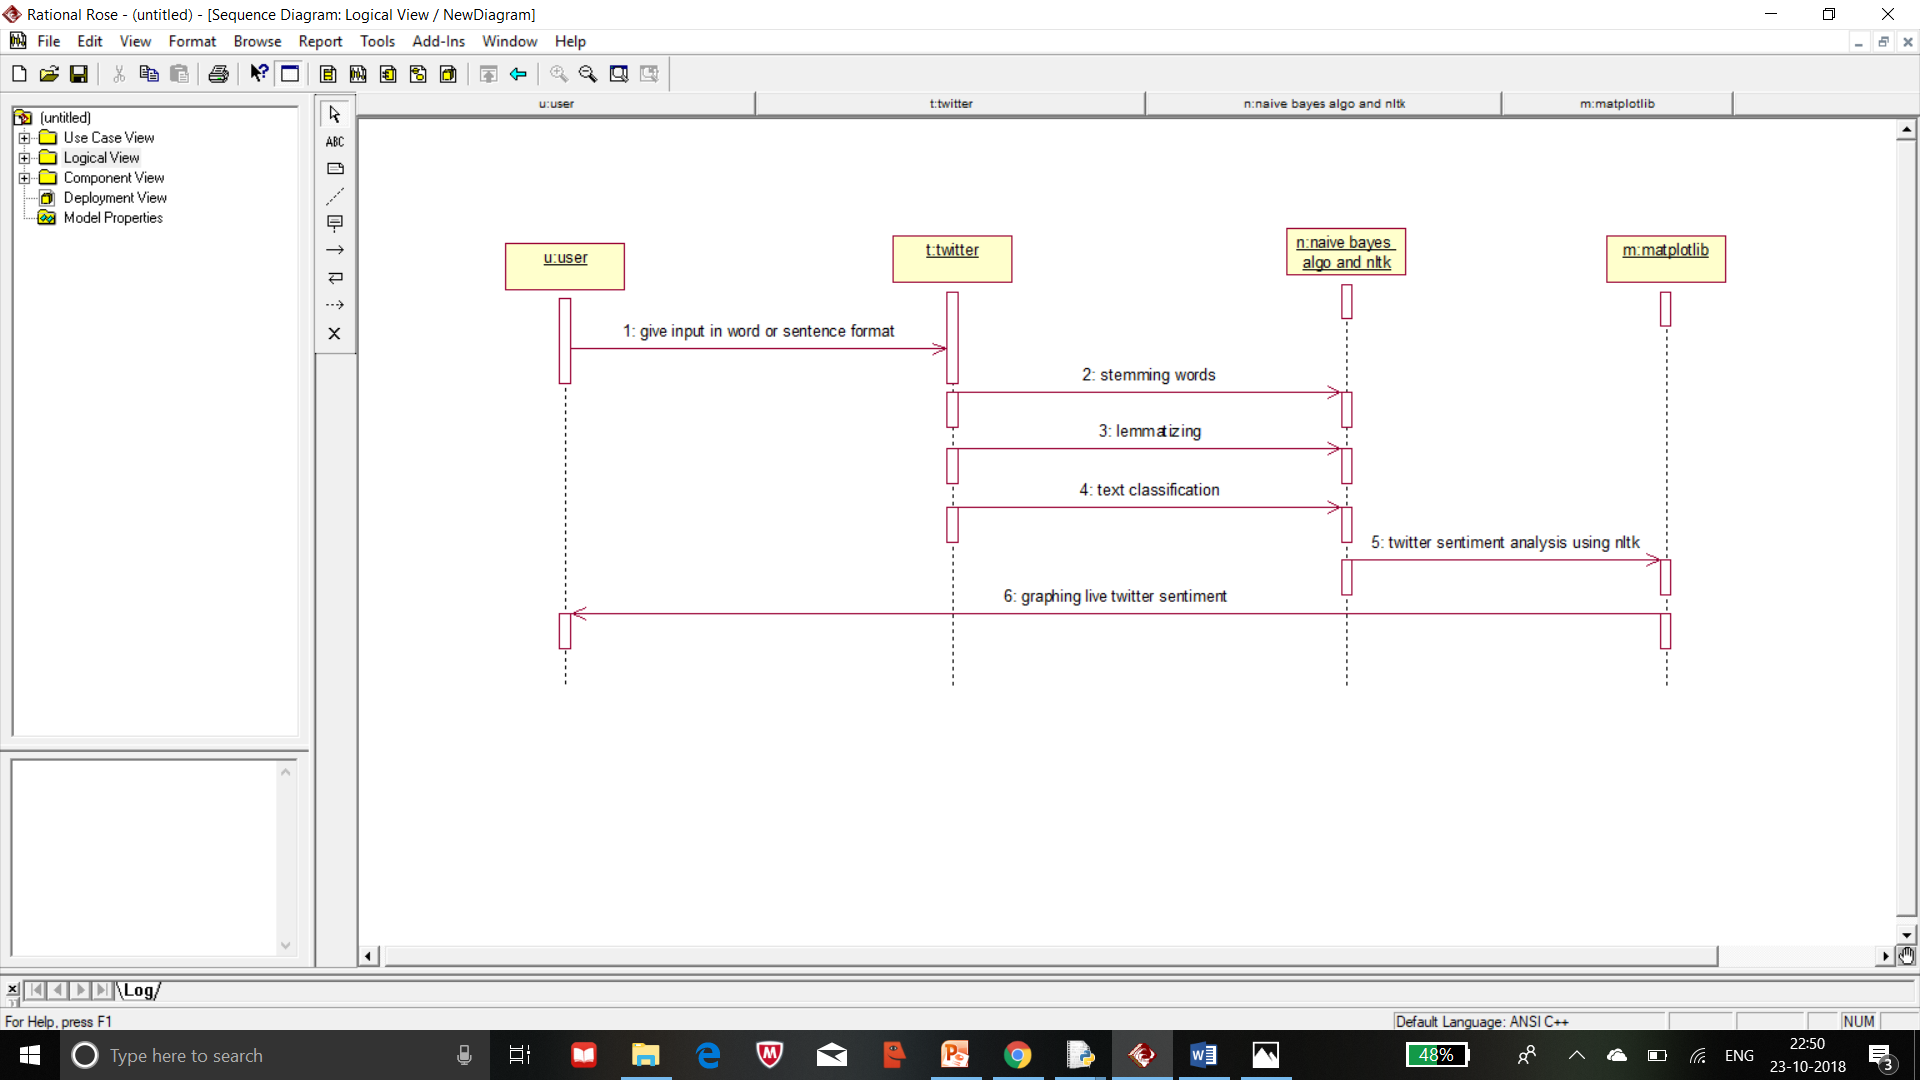 Rational Rose - (untitled) - [Sequence Diagram: Logical View / NewDiagram]
File Edit View Format Browse Report Tools Add-Ins Window Help
u:user t:twitter n:naive bayes algo and nltk m:matplotlib
(untitled)
Use Case View
Logical View
Component View
Deployment View
Model Properties
ABC
u:user
t:twitter
n:naive bayes
algo and nltk
m:matplotlib
1: give input in word or sentence format
2: stemming words
3: lemmatizing
4: text classification
5: twitter sentiment analysis using nltk
6: graphing live twitter sentiment
Log
For Help, press F1
Default Language: ANSI C++ NUM
Type here to search
48%
ENG
22:50
23-10-2018
3